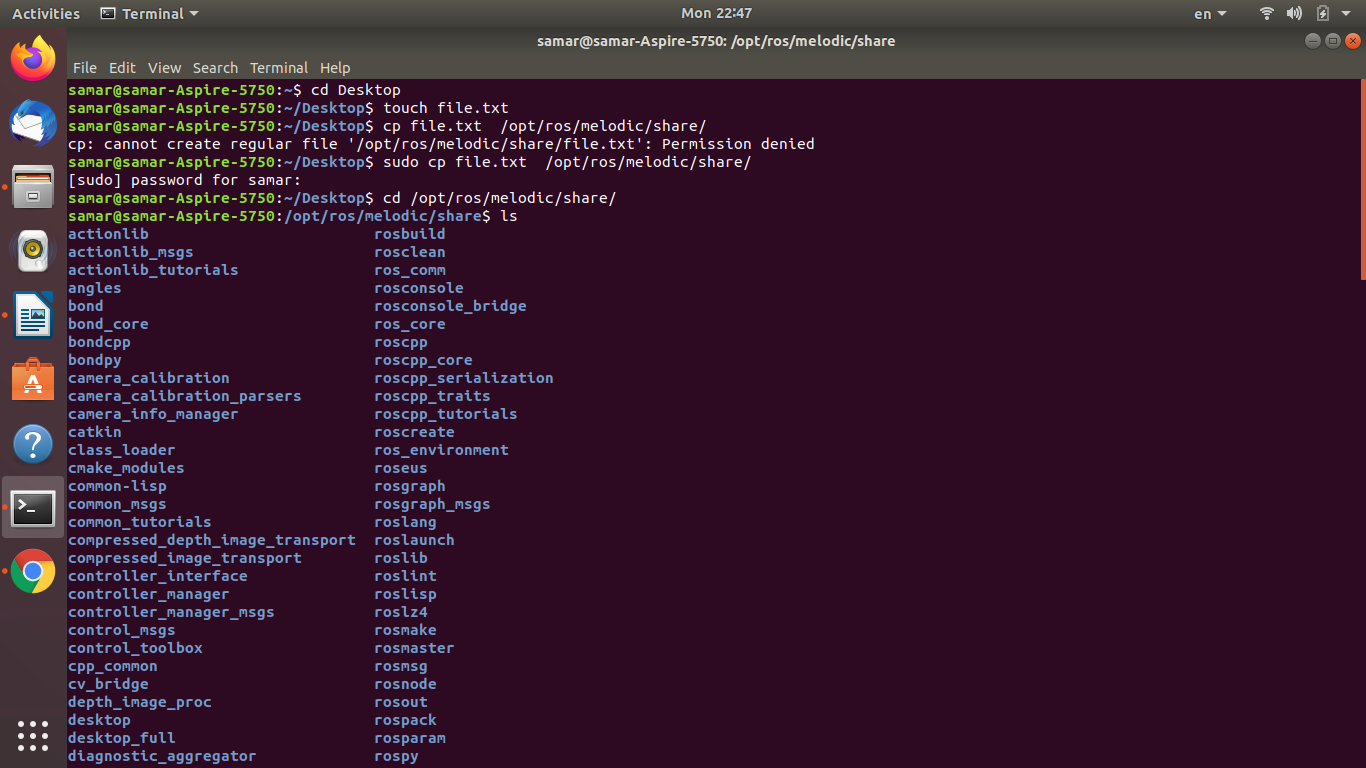 Activities Terminal Mon 22:47 en
samar@samar-Aspire-5750: /opt/ros/melodic/share
File Edit View Search Terminal Help
samar@samar-Aspire-5750:~$ cd Desktop
samar@samar-Aspire-5750:~/Desktop$ touch file.txt
samar@samar-Aspire-5750:~/Desktop$ cp file.txt  /opt/ros/melodic/share/
cp: cannot create regular file '/opt/ros/melodic/share/file.txt': Permission denied
samar@samar-Aspire-5750:~/Desktop$ sudo cp file.txt  /opt/ros/melodic/share/
[sudo] password for samar:
samar@samar-Aspire-5750:~/Desktop$ cd /opt/ros/melodic/share/
samar@samar-Aspire-5750:/opt/ros/melodic/share$ ls
actionlib rosbuild
actionlib_msgs rosclean
actionlib_tutorials ros_comm
angles rosconsole
bond rosconsole_bridge
bond_core ros_core
bondcpp roscpp
bondpy roscpp_core
camera_calibration roscpp_serialization
camera_calibration_parsers roscpp_traits
camera_info_manager roscpp_tutorials
catkin roscreate
class_loader ros_environment
cmake_modules roseus
common-lisp rosgraph
common_msgs rosgraph_msgs
common_tutorials roslang
compressed_depth_image_transport roslaunch
compressed_image_transport roslib
controller_interface roslint
controller_manager roslisp
controller_manager_msgs roslz4
control_msgs rosmake
control_toolbox rosmaster
cpp_common rosmsg
cv_bridge rosnode
depth_image_proc rosout
desktop rospack
desktop_full rosparam
diagnostic_aggregator rospy